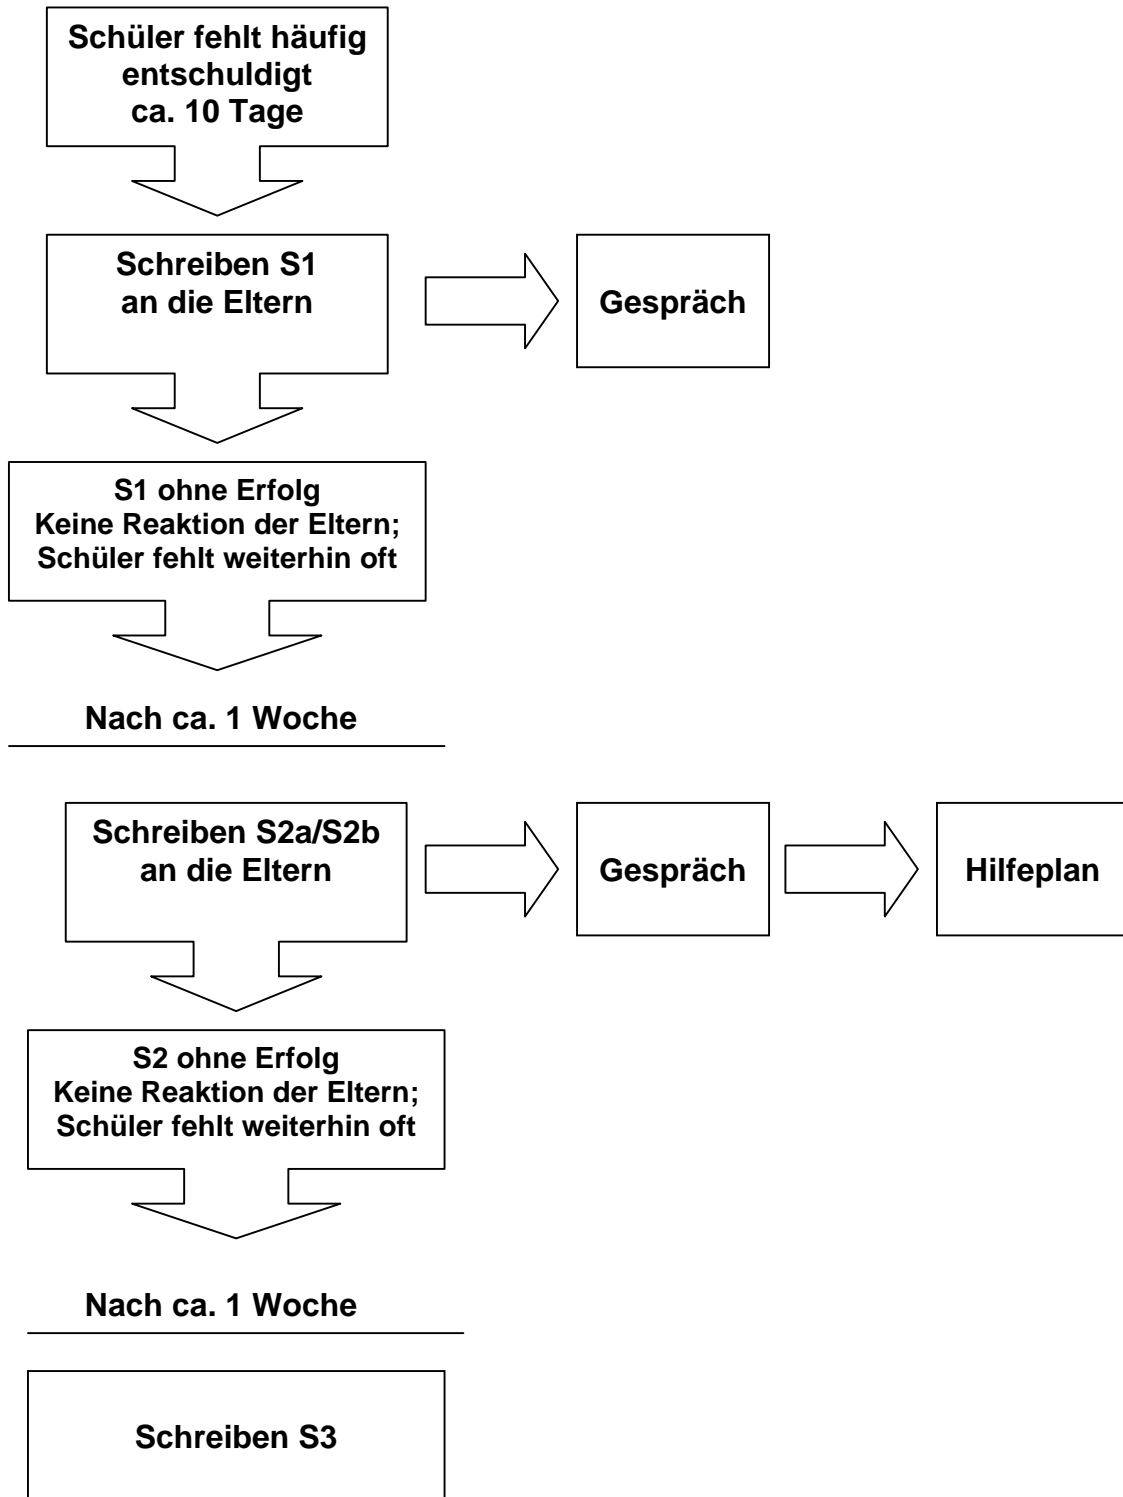 Schüler fehlt häufig
entschuldigt
ca. 10 Tage
Schreiben S1
an die Eltern
Gespräch
S1 ohne Erfolg
Keine Reaktion der Eltern;
Schüler fehlt weiterhin oft
Nach ca. 1 Woche
Schreiben S2a/S2b
an die Eltern
Gespräch
Hilfeplan
S2 ohne Erfolg
Keine Reaktion der Eltern;
Schüler fehlt weiterhin oft
Nach ca. 1 Woche
Schreiben S3